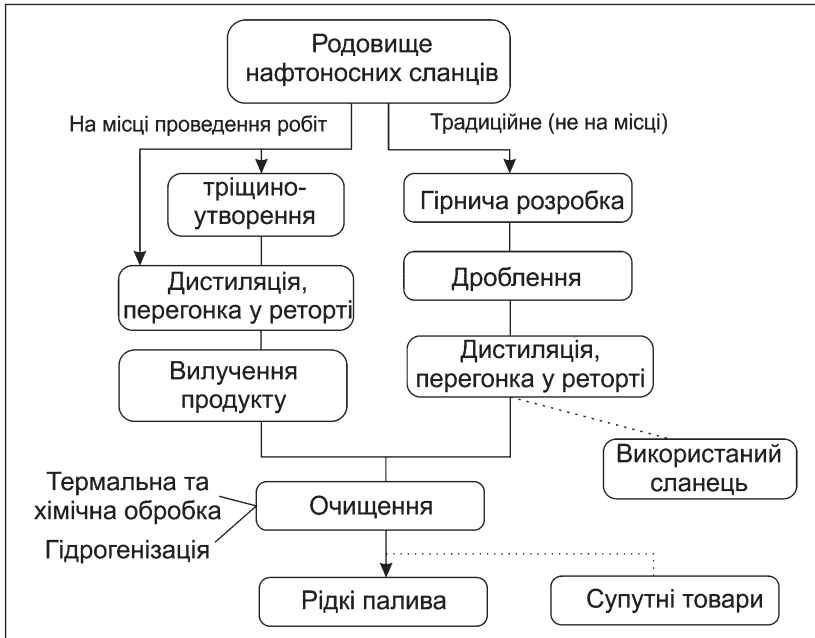 Родовище
нафтоносних сланців
На місці проведення робіт
Традиційне (не на місці)
тріщино-
утворення
Гірнича розробка
Дистиляція,
перегонка у реторті
Дроблення
Вилучення
продукту
Дистиляція,
перегонка у реторті
Використаний
сланець
Термальна та
хімічна обробка
Гідрогенізація
Очищення
Рідкі палива
Супутні товари